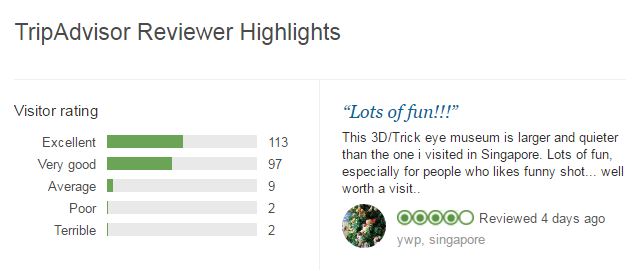 TripAdvisor Reviewer Highlights
Visitor rating
Excellent 113
Very good 97
Average 9
Poor 2
Terrible 2
“Lots of fun!!!”
This 3D/Trick eye museum is larger and quieter
than the one i visited in Singapore. Lots of fun,
especially for people who likes funny shot... well
worth a visit..
Reviewed 4 days ago
ywp, singapore